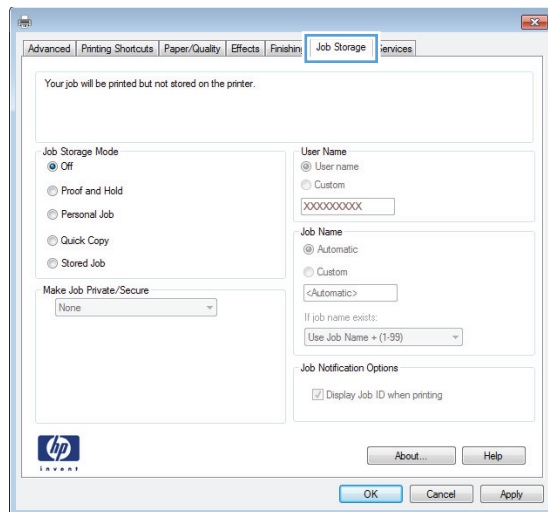 Advanced Printing Shortcuts Paper/Quality Effects Finishin Job Storage ervices
Your job will be printed but not stored on the printer.
Job Storage Mode
Off
Proof and Hold
Personal Job
Quick Copy
Stored Job
Make Job Private/Secure
None
User Name
User name
Custom
XXXXXXXXX
Job Name
Automatic
Custom
<Automatic>
If job name exists:
Use Job Name + (1-99)
Job Notification Options
Display Job ID when printing
hp
invent
About... Help
OK Cancel Apply